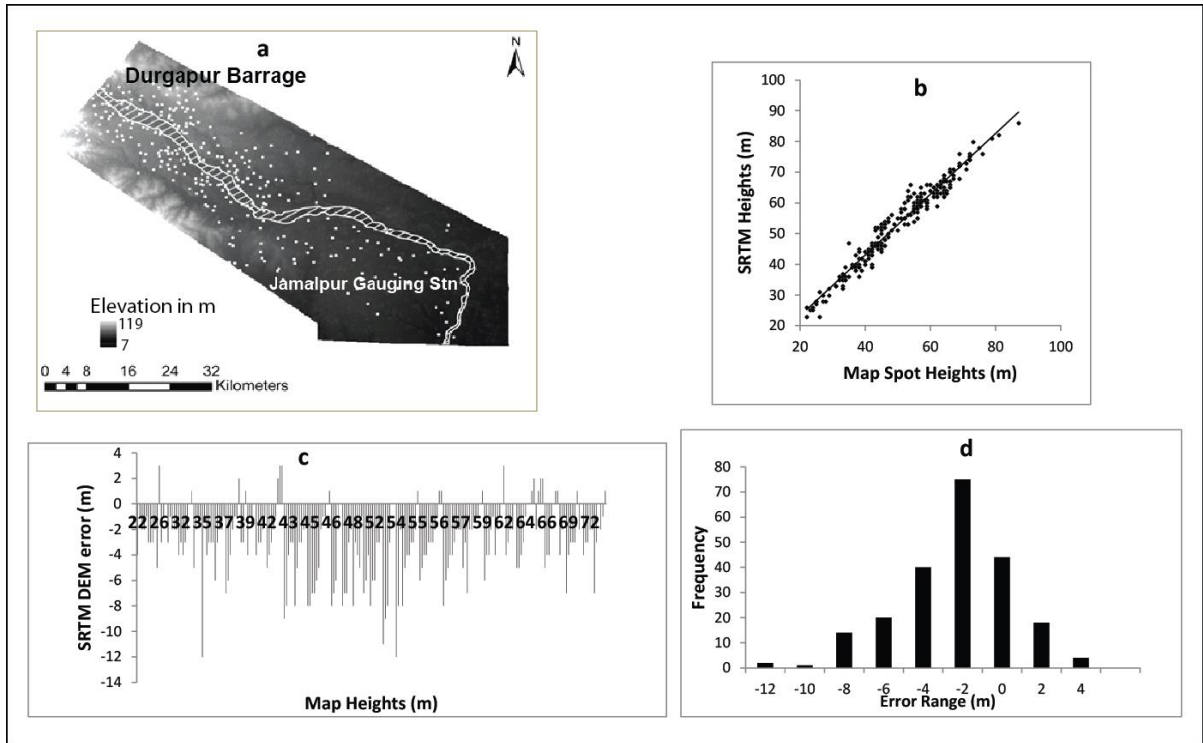 a
N
Durgapur Barrage
Jamalpur Gauging Stn
Elevation in m
119
7
0 4 8 16 24 32
Kilometers
b
100
90
80
70
60
50
40
30
20
SRTM Heights (m)
20 40 60 80 100
Map Spot Heights (m)
c
4
2
0
22 26 32 35 37 39 42 43 45 46 48 52 54 55 56 57 59 62 64 66 69 72
-2
-4
-6
-8
-10
-12
-14
SRTM DEM error (m)
Map Heights (m)
d
80
70
60
50
40
30
20
10
0
Frequency
-12 -10 -8 -6 -4 -2 0 2 4
Error Range (m)